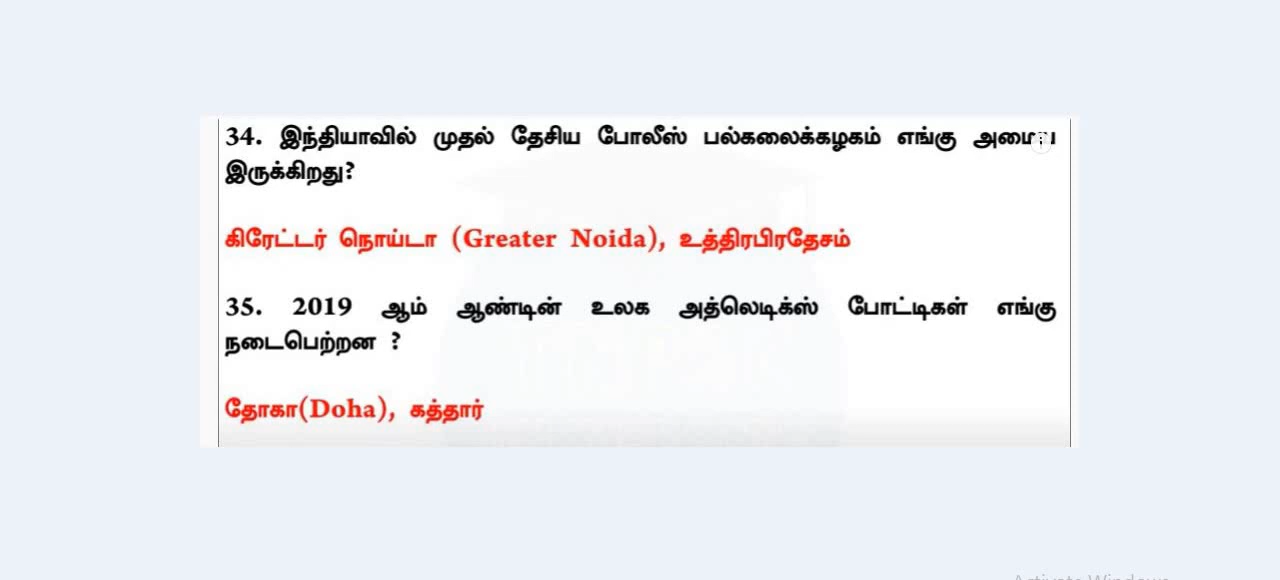 34. இந்தியாவில் முதல் தேசிய போலீஸ் பல்கலைக்கழகம் எங்கு
இருக்கிறது?
கிரேட்டர் நொய்டா (Greater Noida), உத்திரபிரதேசம்
35. 2019 ஆம் ஆண்டின் உலக அத்லெடிக்ஸ் போட்டிகள் எங்கு
நடைபெற்றன ?
தோகா(Doha), கத்தார்